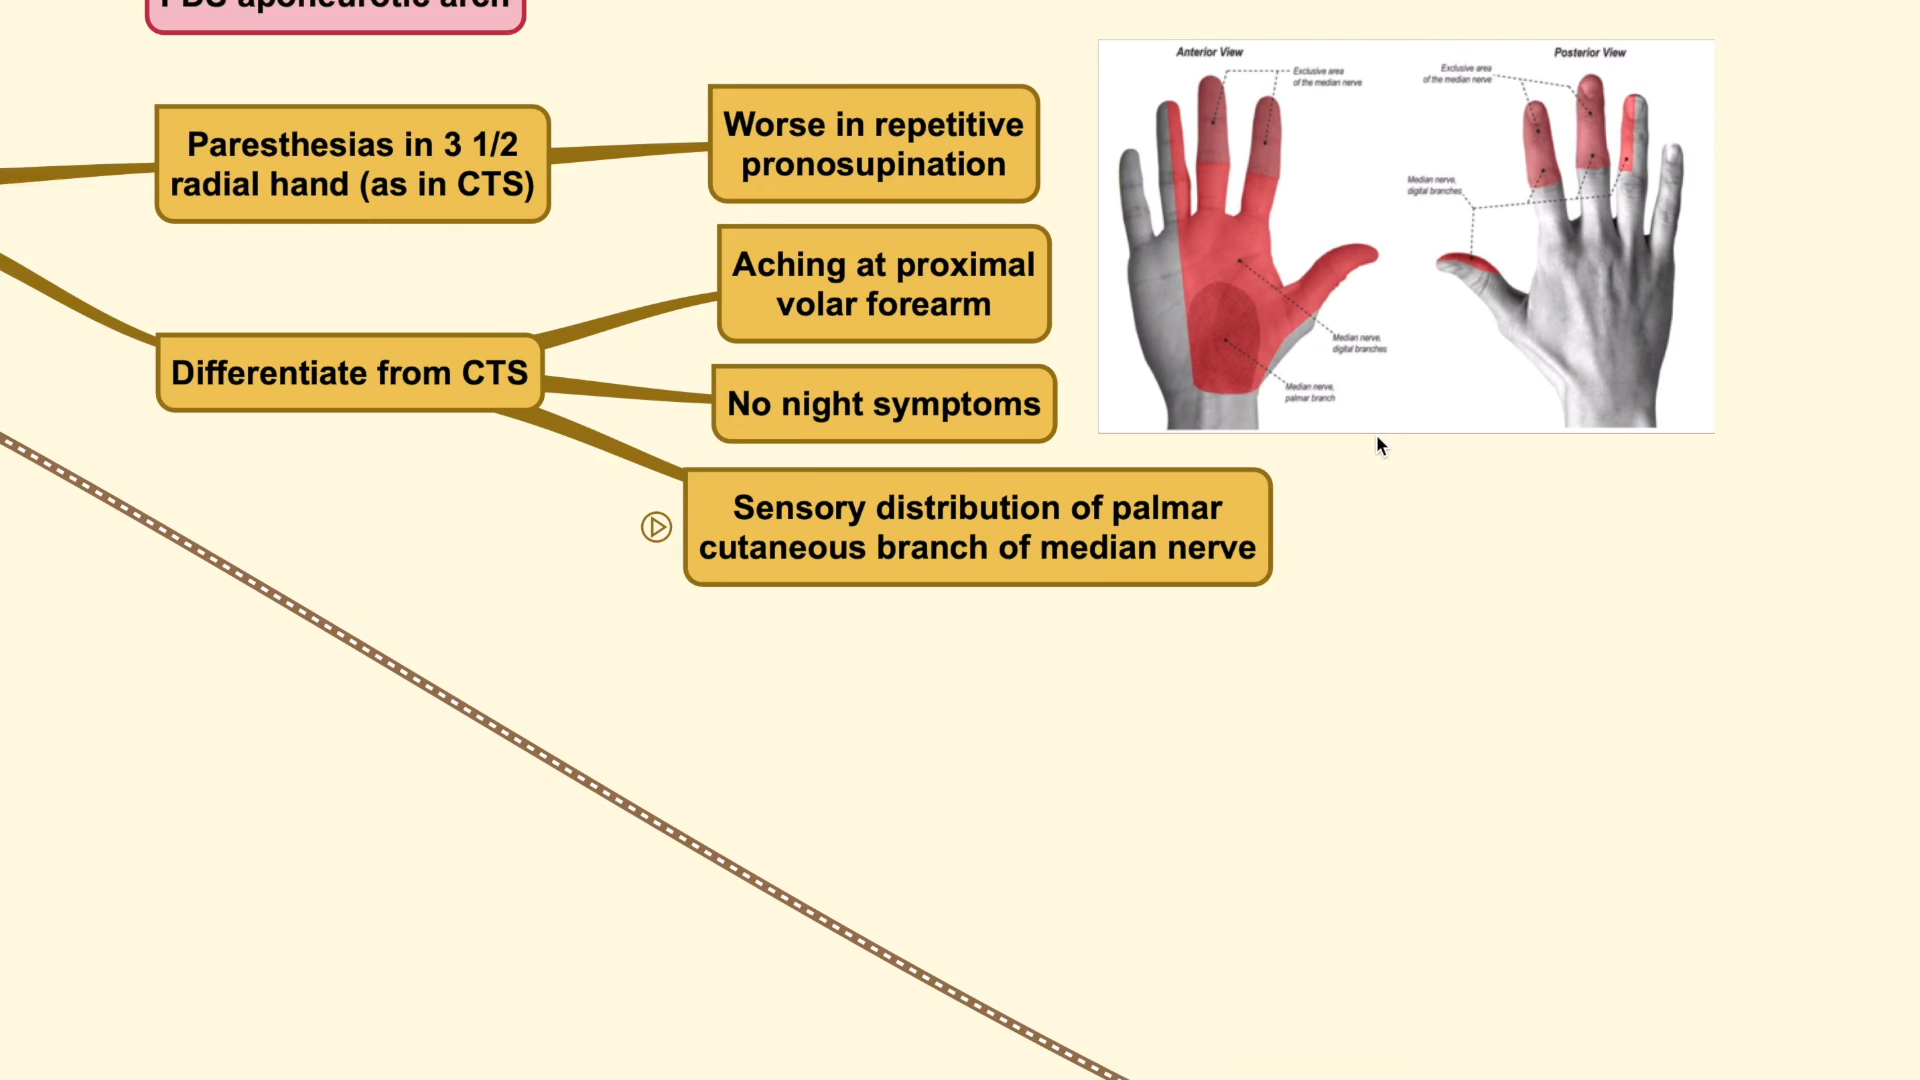 FDS aponeurotic arch
Paresthesias in 3 1/2
radial hand (as in CTS)
Worse in repetitive
pronosupination
Differentiate from CTS
Aching at proximal
volar forearm
No night symptoms
Sensory distribution of palmar
cutaneous branch of median nerve
Anterior View
Exclusive area
of the median nerve
Median nerve,
digital branches
Median nerve,
palmar branch
Posterior View
Exclusive area
of the median nerve
Median nerve,
digital branches